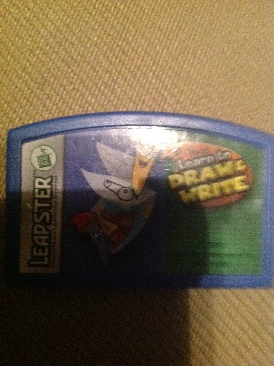 LEAPSTER
Learn to
DRAW &
WRITE